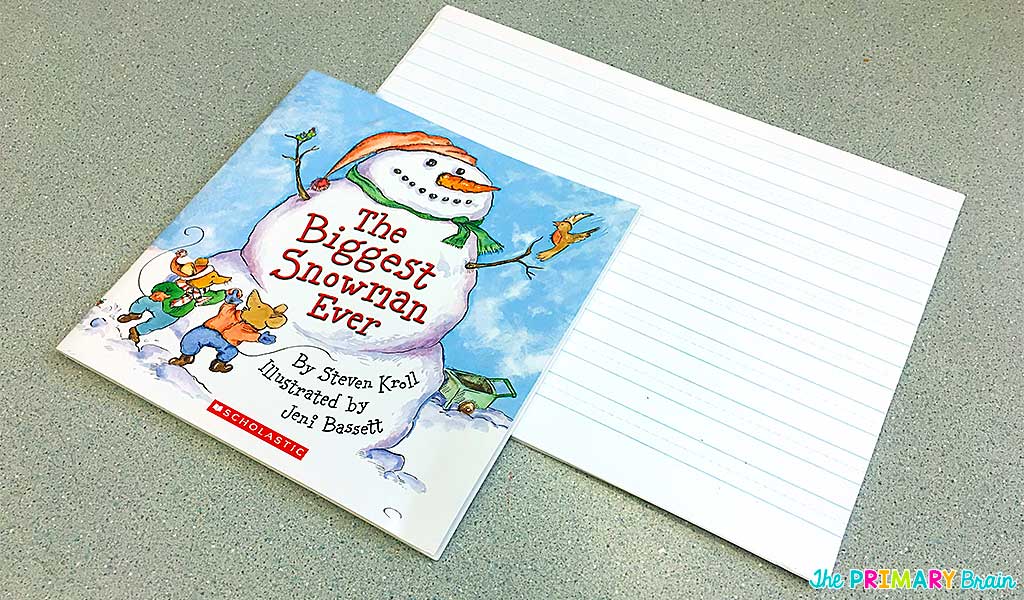 The
Biggest
Snowman
Ever
By Steven Kroll
Illustrated by
Jeni Bassett
SCHOLASTIC
The PRIMARY Brain